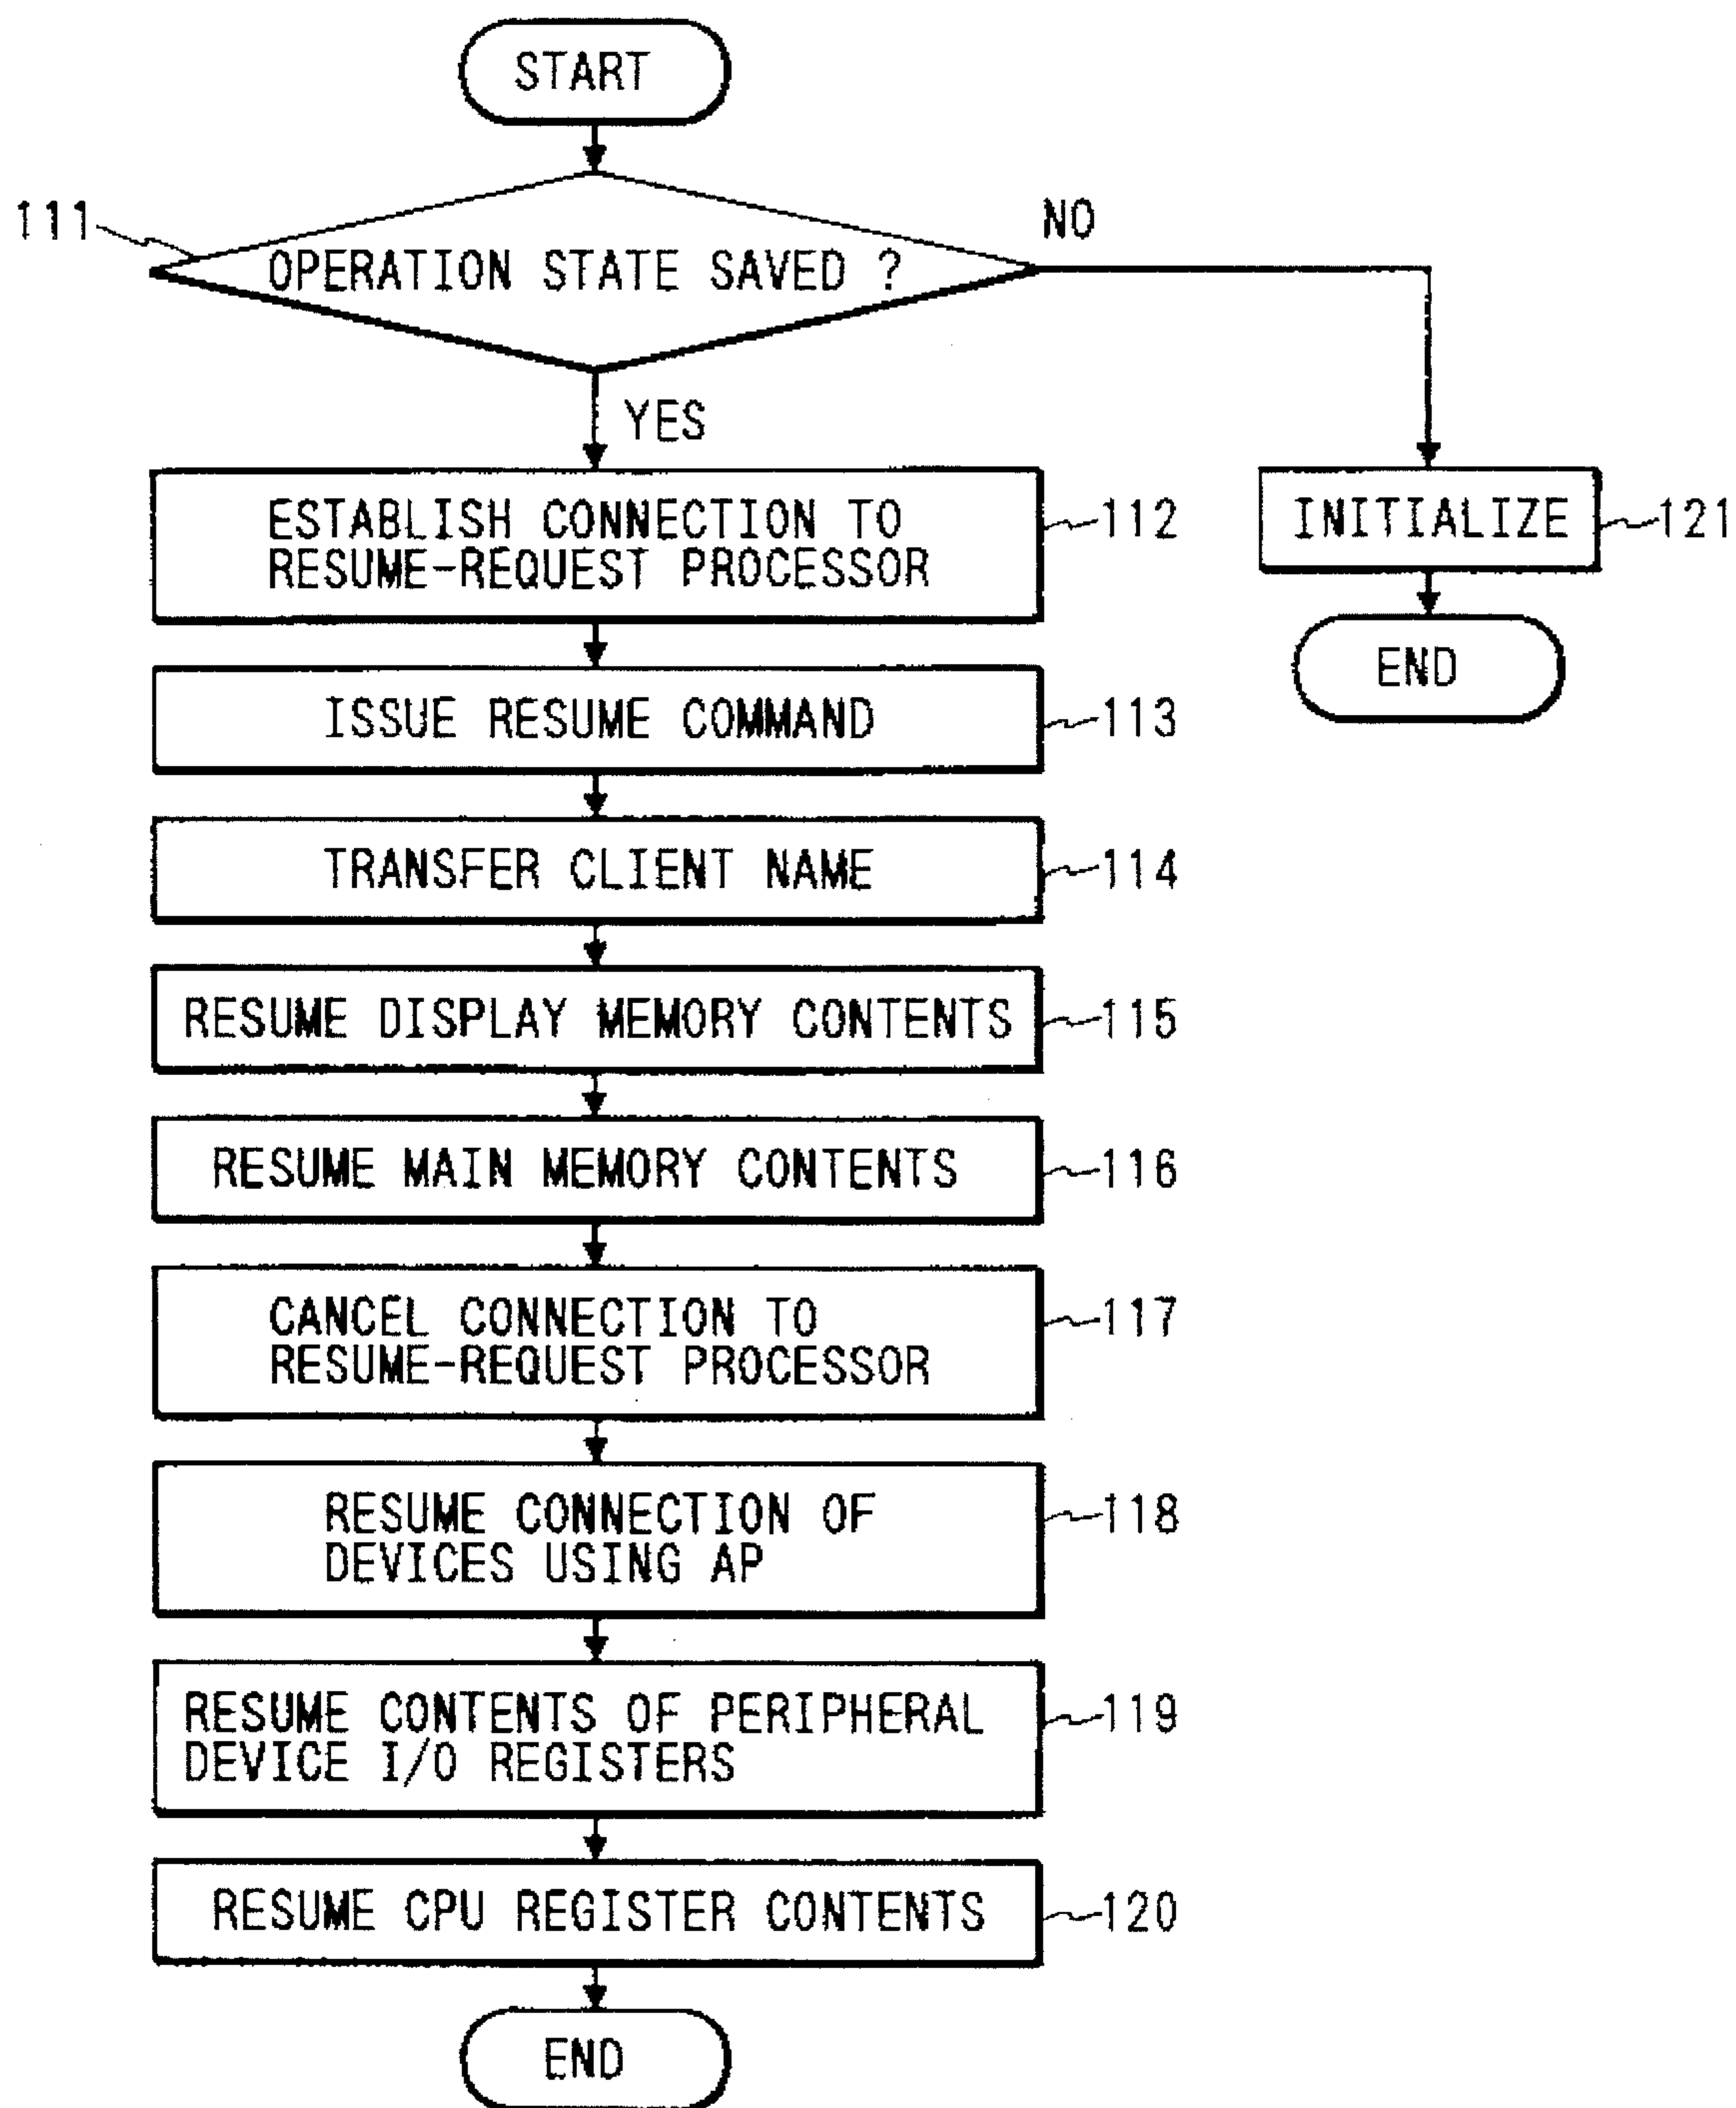 START
111
OPERATION STATE SAVED ?
NO
YES
ESTABLISH CONNECTION TO
RESUME-REQUEST PROCESSOR
112
INITIALIZE
121
END
ISSUE RESUME COMMAND
113
TRANSFER CLIENT NAME
114
RESUME DISPLAY MEMORY CONTENTS
115
RESUME MAIN MEMORY CONTENTS
116
CANCEL CONNECTION TO
RESUME-REQUEST PROCESSOR
117
RESUME CONNECTION OF
DEVICES USING AP
118
RESUME CONTENTS OF PERIPHERAL
DEVICE I/O REGISTERS
119
RESUME CPU REGISTER CONTENTS
120
END